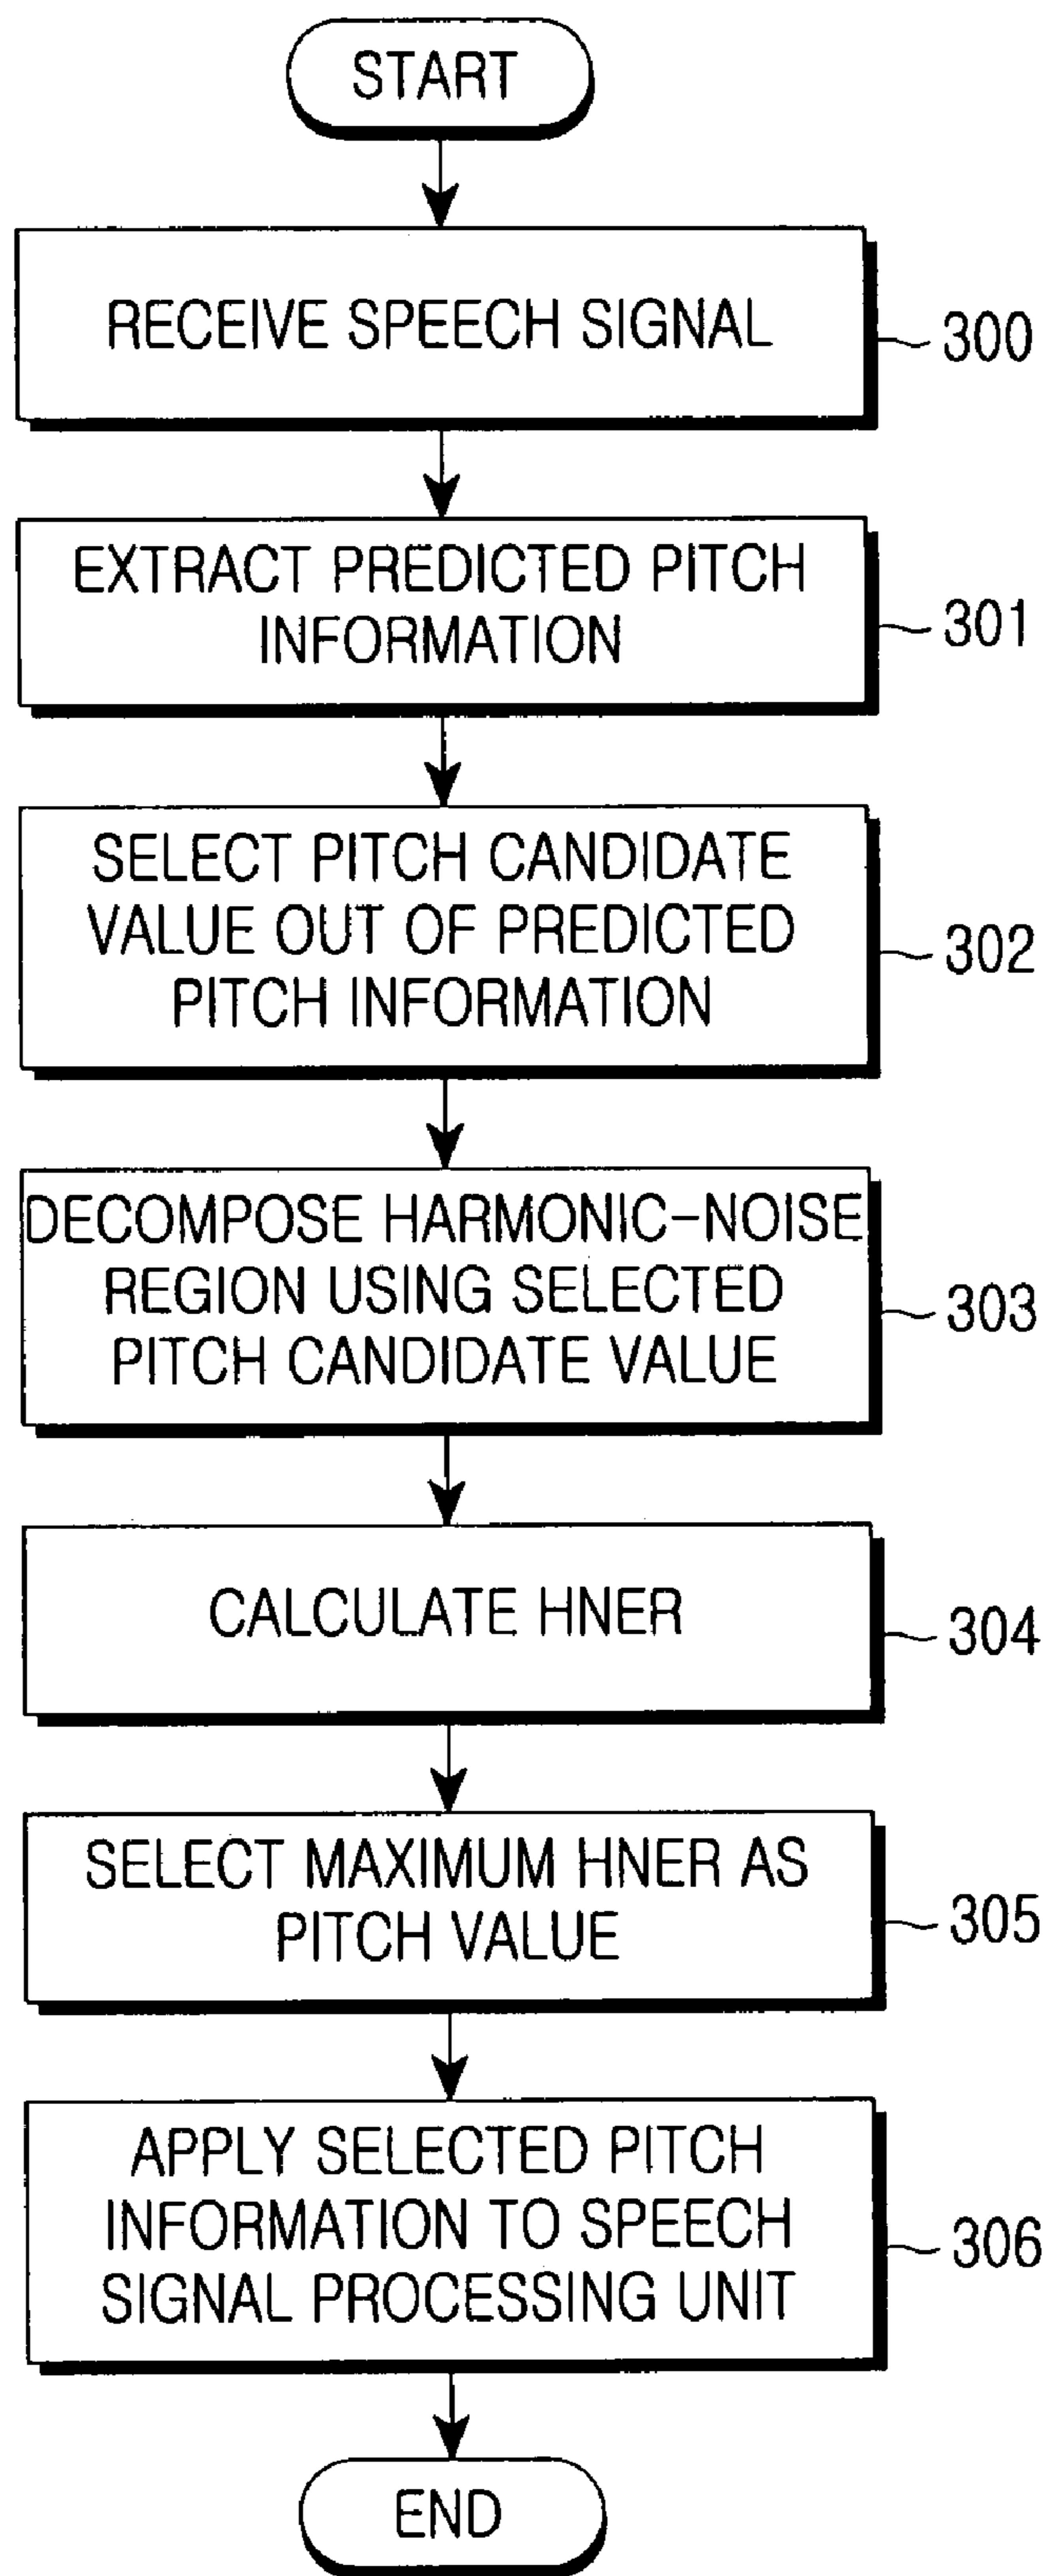 START
RECEIVE SPEECH SIGNAL
300
EXTRACT PREDICTED PITCH
INFORMATION
301
SELECT PITCH CANDIDATE
VALUE OUT OF PREDICTED
PITCH INFORMATION
302
DECOMPOSE HARMONIC-NOISE
REGION USING SELECTED
PITCH CANDIDATE VALUE
303
CALCULATE HNER
304
SELECT MAXIMUM HNER AS
PITCH VALUE
305
APPLY SELECTED PITCH
INFORMATION TO SPEECH
SIGNAL PROCESSING UNIT
306
END